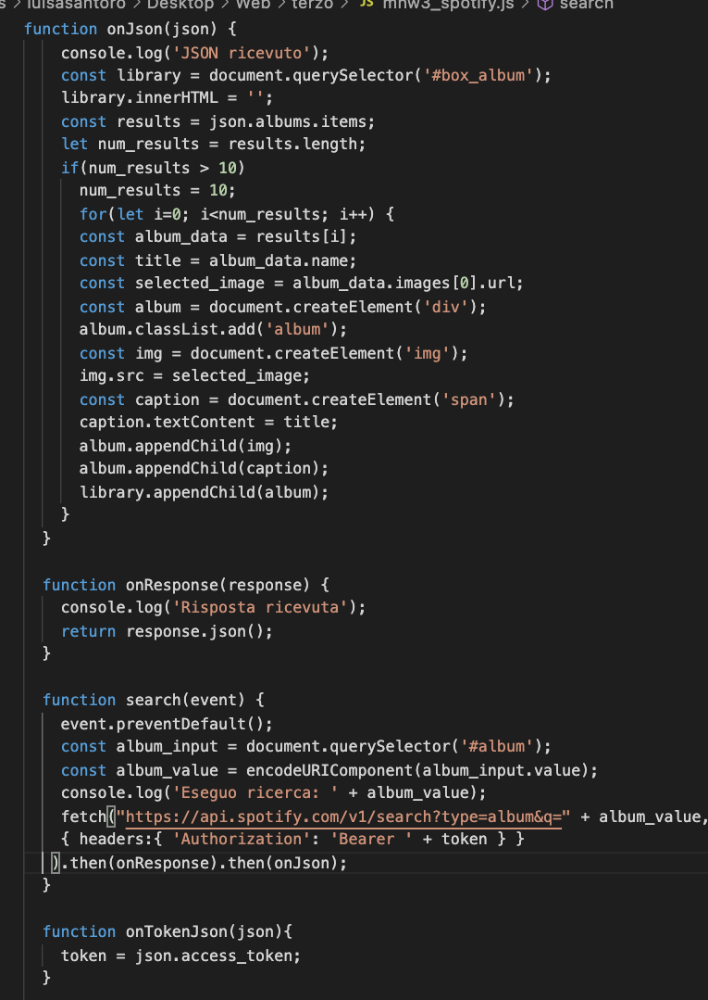 s > luisasantoro > Desktop > Web > terzo > JS mhw3_spotify.js > search
function onJson(json) {
    console.log('JSON ricevuto');
    const library = document.querySelector('#box_album');
    library.innerHTML = '';
    const results = json.albums.items;
    let num_results = results.length;
    if(num_results > 10)
      num_results = 10;
      for(let i=0; i<num_results; i++) {
      const album_data = results[i];
      const title = album_data.name;
      const selected_image = album_data.images[0].url;
      const album = document.createElement('div');
      album.classList.add('album');
      const img = document.createElement('img');
      img.src = selected_image;
      const caption = document.createElement('span');
      caption.textContent = title;
      album.appendChild(img);
      album.appendChild(caption);
      library.appendChild(album);
    }
  }
  function onResponse(response) {
    console.log('Risposta ricevuta');
    return response.json();
  }
  function search(event) {
    event.preventDefault();
    const album_input = document.querySelector('#album');
    const album_value = encodeURIComponent(album_input.value);
    console.log('Eseguo ricerca: ' + album_value);
    fetch("https://api.spotify.com/v1/search?type=album&q=" + album_value,
    { headers:{ 'Authorization': 'Bearer ' + token } }
   ).then(onResponse).then(onJson);
  }
  function onTokenJson(json){
    token = json.access_token;
  }